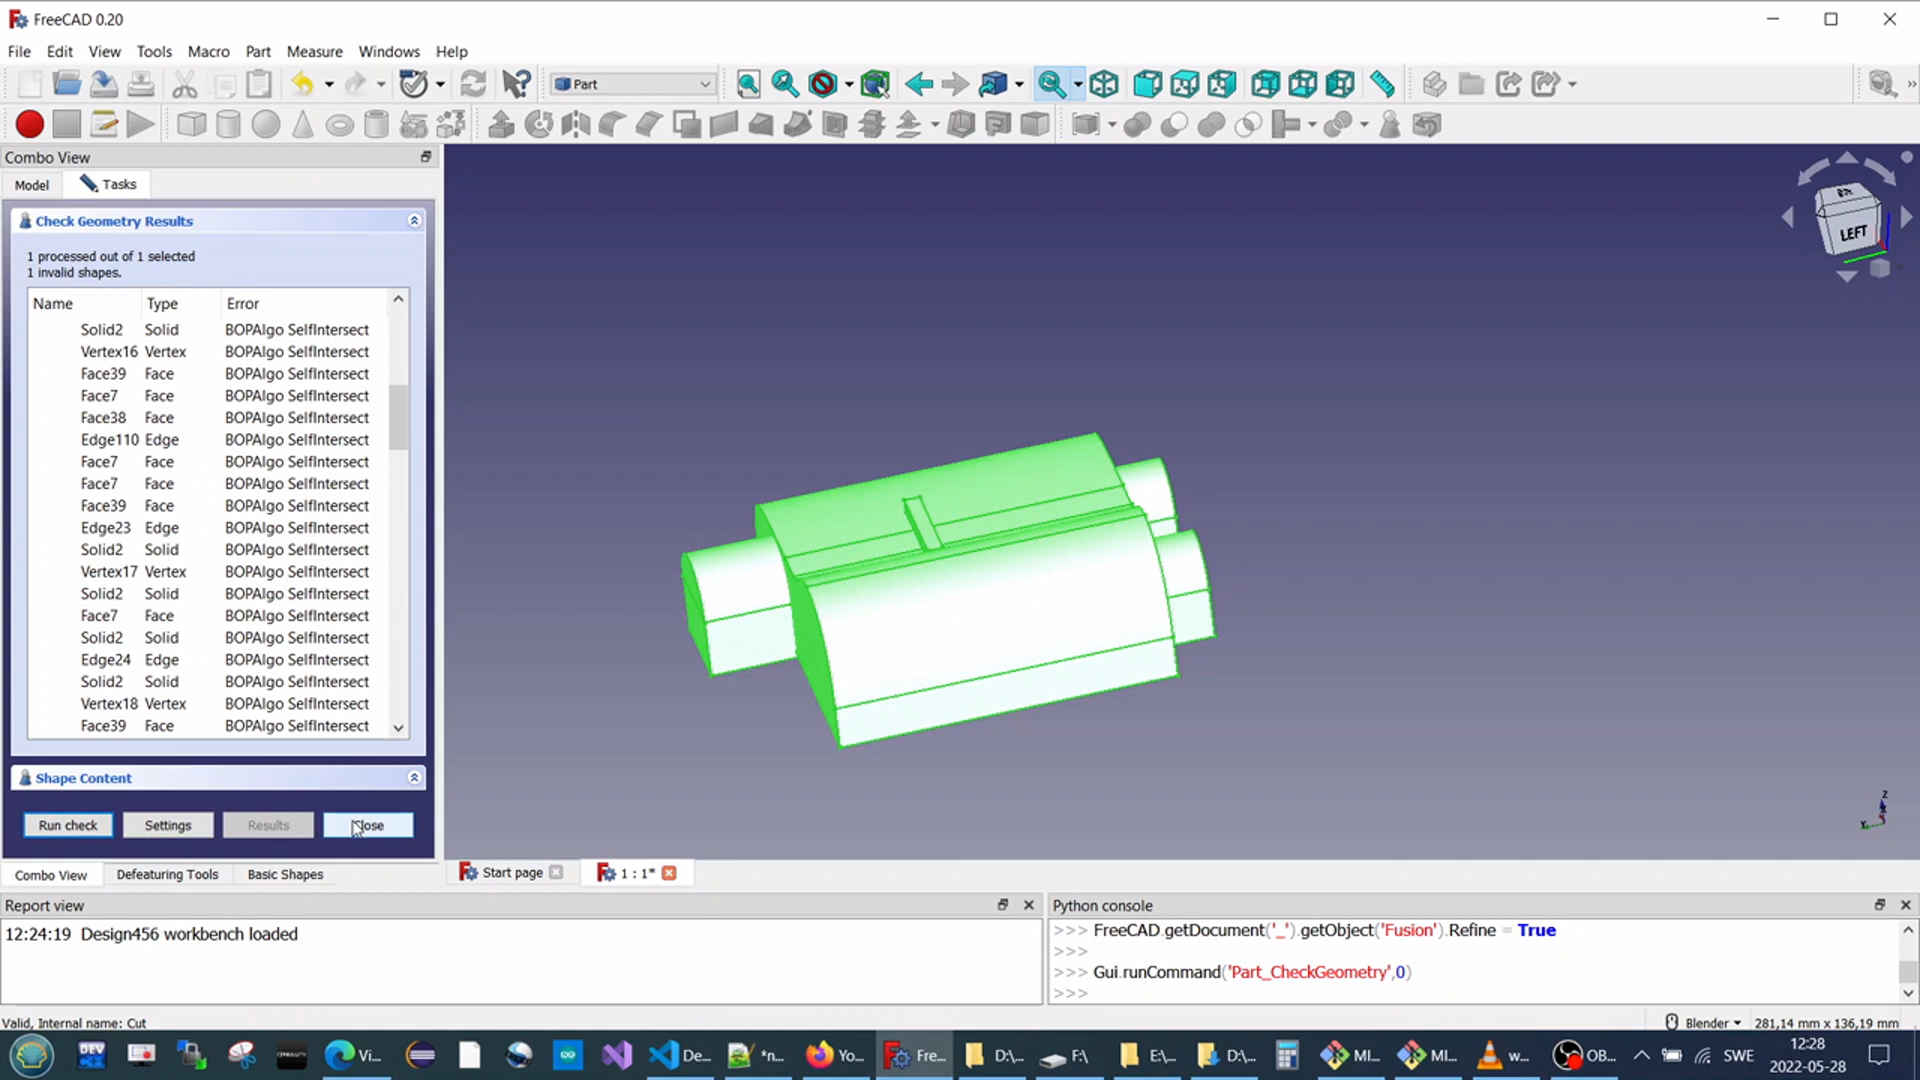 FreeCAD 0.20
File Edit View Tools Macro Part Measure Windows Help
Part
Combo View
Model Tasks
Check Geometry Results
1 processed out of 1 selected
1 invalid shapes.
Name Type Error
Solid2 Solid BOPAlgo SelfIntersect
Vertex16 Vertex BOPAlgo SelfIntersect
Face39 Face BOPAlgo SelfIntersect
Face7 Face BOPAlgo SelfIntersect
Face38 Face BOPAlgo SelfIntersect
Edge110 Edge BOPAlgo SelfIntersect
Face7 Face BOPAlgo SelfIntersect
Face7 Face BOPAlgo SelfIntersect
Face39 Face BOPAlgo SelfIntersect
Edge23 Edge BOPAlgo SelfIntersect
Solid2 Solid BOPAlgo SelfIntersect
Vertex17 Vertex BOPAlgo SelfIntersect
Solid2 Solid BOPAlgo SelfIntersect
Face7 Face BOPAlgo SelfIntersect
Solid2 Solid BOPAlgo SelfIntersect
Edge24 Edge BOPAlgo SelfIntersect
Solid2 Solid BOPAlgo SelfIntersect
Vertex18 Vertex BOPAlgo SelfIntersect
Face39 Face BOPAlgo SelfIntersect
Shape Content
Run check Settings Results Close
LEFT
Z
Y
Combo View Defeaturing Tools Basic Shapes
Start page 1 : 1*
Report view
12:24:19 Design456 workbench loaded
Python console
>>> FreeCAD.getDocument('_').getObject('Fusion').Refine = True
>>>
>>> Gui.runCommand('Part_CheckGeometry',0)
>>>
Valid, Internal name: Cut
Blender 281,14 mm x 136,19 mm
DEV Vi... De... *n... Yo... Fre... D:\... F:\ E:\... D:\... MI... MI... w... OB... SWE
12:28
2022-05-28